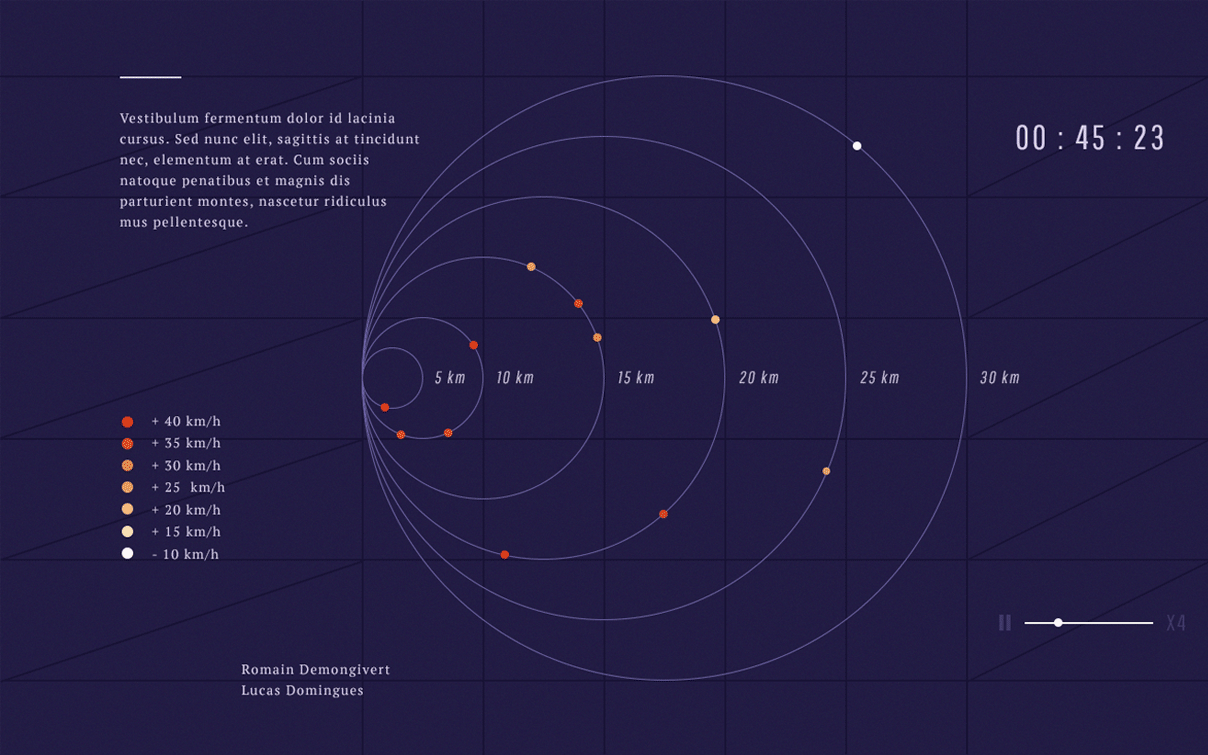 Vestibulum fermentum dolor id lacinia
cursus. Sed nunc elit, sagittis at tincidunt
nec, elementum at erat. Cum sociis
natoque penatibus et magnis dis
parturient montes, nascetur ridiculus
mus pellentesque.
00 : 45 : 23
5 km 10 km 15 km 20 km 25 km 30 km
+ 40 km/h
+ 35 km/h
+ 30 km/h
+ 25 km/h
+ 20 km/h
+ 15 km/h
- 10 km/h
X4
Romain Demongivert
Lucas Domingues